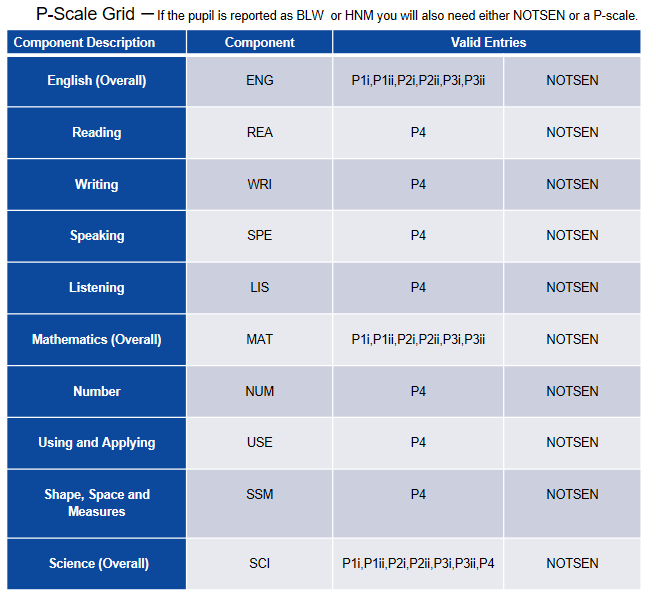 P-Scale Grid – If the pupil is reported as BLW or HNM you will also need either NOTSEN or a P-scale.
Component Description Component Valid Entries
English (Overall) ENG P1i,P1ii,P2i,P2ii,P3i,P3ii NOTSEN
Reading REA P4 NOTSEN
Writing WRI P4 NOTSEN
Speaking SPE P4 NOTSEN
Listening LIS P4 NOTSEN
Mathematics (Overall) MAT P1i,P1ii,P2i,P2ii,P3i,P3ii NOTSEN
Number NUM P4 NOTSEN
Using and Applying USE P4 NOTSEN
Shape, Space and
Measures SSM P4 NOTSEN
Science (Overall) SCI P1i,P1ii,P2i,P2ii,P3i,P3ii,P4 NOTSEN